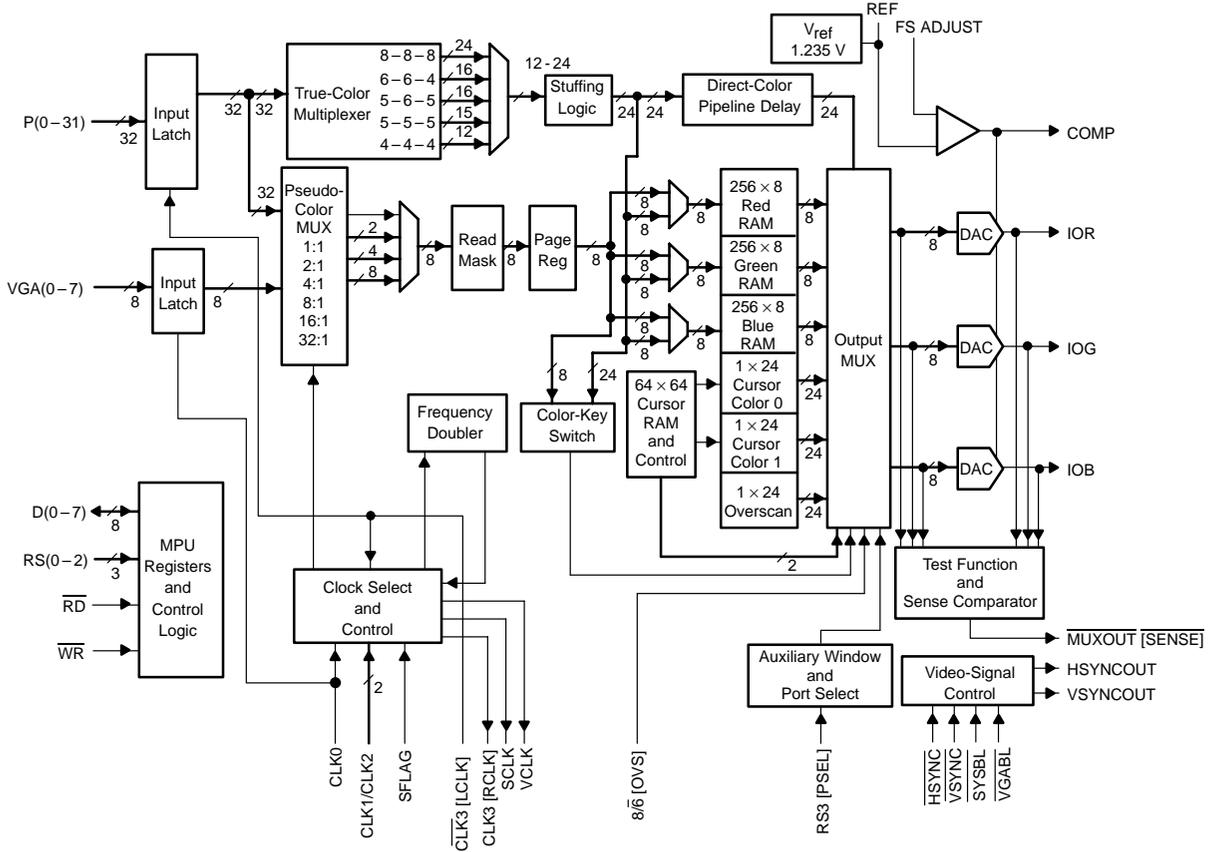 REF
FS ADJUST
Vref
1.235 V
P(0–31)
32
Input
Latch
32
32
True-Color
Multiplexer
8–8–8
24
6–6–4
16
5–6–5
16
5–5–5
15
4–4–4
12
12-24
Stuffing
Logic
24
24
Direct-Color
Pipeline Delay
24
COMP
32
Pseudo-
Color
MUX
1:1
2:1
4:1
8:1
16:1
32:1
2
4
8
8
Read
Mask
8
Page
Reg
8
8
8
8
8
8
8
8
8
8
256 × 8
Red
RAM
8
256 × 8
Green
RAM
8
256 × 8
Blue
RAM
8
1 × 24
Cursor
Color 0
24
1 × 24
Cursor
Color 1
24
1 × 24
Overscan
24
Output
MUX
8
DAC
IOR
8
DAC
IOG
8
DAC
IOB
VGA(0–7)
8
Input
Latch
8
8
24
Color-Key
Switch
64 × 64
Cursor
RAM
and
Control
2
Frequency
Doubler
D(0–7)
8
RS(0–2)
3
RD
WR
MPU
Registers
and
Control
Logic
Clock Select
and
Control
2
Test Function
and
Sense Comparator
MUXOUT [SENSE]
Auxiliary Window
and
Port Select
Video-Signal
Control
HSYNCOUT
VSYNCOUT
CLK0
CLK1/CLK2
SFLAG
CLK3 [LCLK]
CLK3 [RCLK]
SCLK
VCLK
8/6 [OVS]
RS3 [PSEL]
HSYNC
VSYNC
SYSBL
VGABL